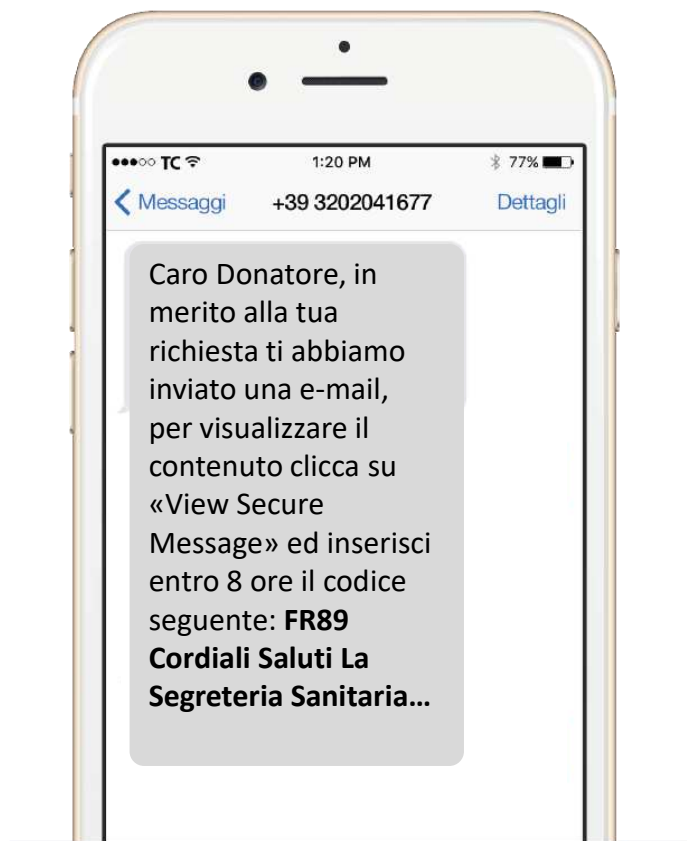 ●●●○○ TC 1:20 PM 77%
Messaggi +39 3202041677 Dettagli
Caro Donatore, in
merito alla tua
richiesta ti abbiamo
inviato una e-mail,
per visualizzare il
contenuto clicca su
«View Secure
Message» ed inserisci
entro 8 ore il codice
seguente: FR89
Cordiali Saluti La
Segreteria Sanitaria…